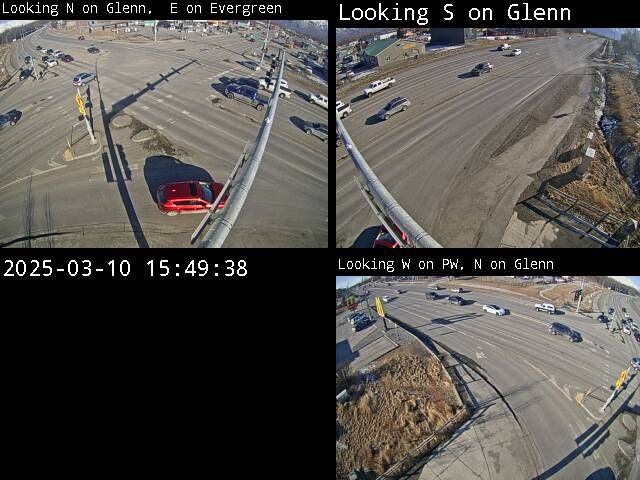 Looking N on Glenn,  E on Evergreen
Looking S on Glenn
2025-03-10 15:49:38
Looking W on PW, N on Glenn